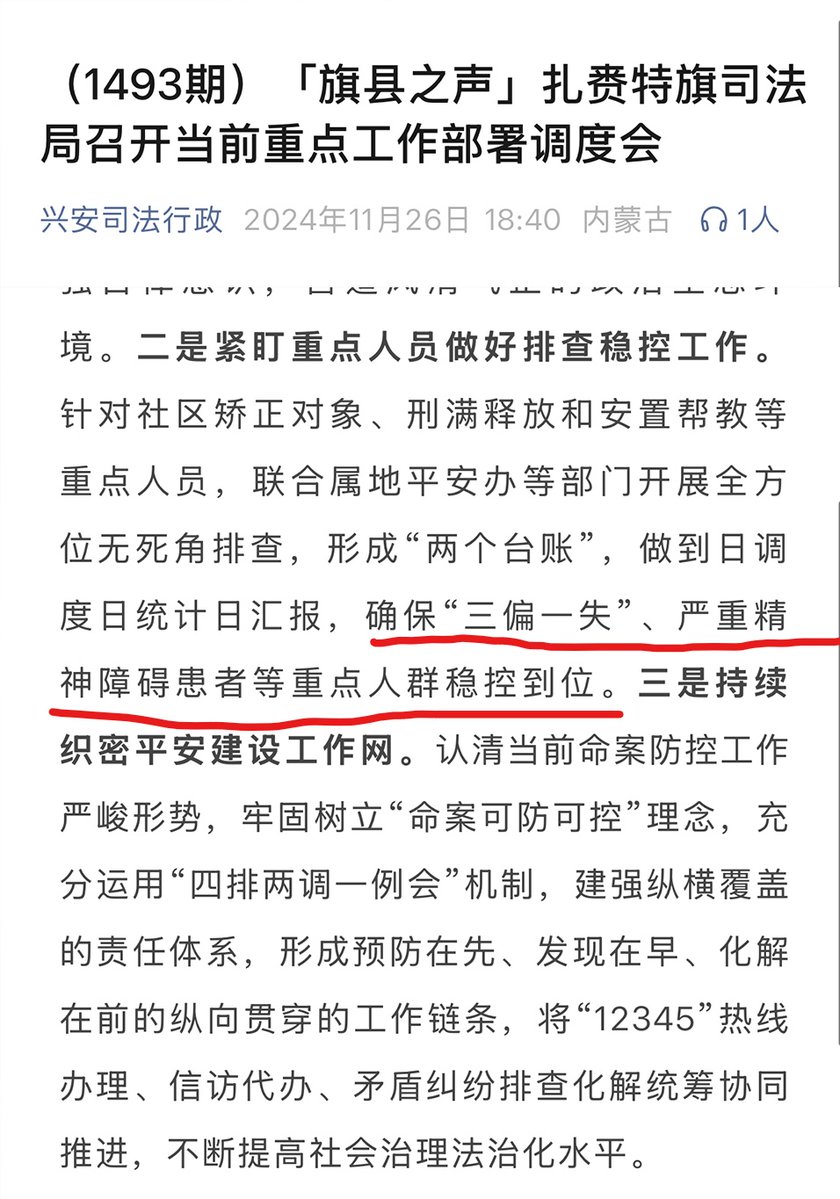 （1493期）「旗县之声」扎赉特旗司法
局召开当前重点工作部署调度会
兴安司法行政 2024年11月26日 18:40 内蒙古 1人
境。二是紧盯重点人员做好排查稳控工作。
针对社区矫正对象、刑满释放和安置帮教等
重点人员，联合属地平安办等部门开展全方
位无死角排查，形成“两个台账”，做到日调
度日统计日汇报，确保“三偏一失”、严重精
神障碍患者等重点人群稳控到位。三是持续
织密平安建设工作网。认清当前命案防控工作
严峻形势，牢固树立“命案可防可控”理念，充
分运用“四排两调一例会”机制，建强纵横覆盖
的责任体系，形成预防在先、发现在早、化解
在前的纵向贯穿的工作链条，将“12345”热线
办理、信访代办、矛盾纠纷排查化解统筹协同
推进，不断提高社会治理法治化水平。